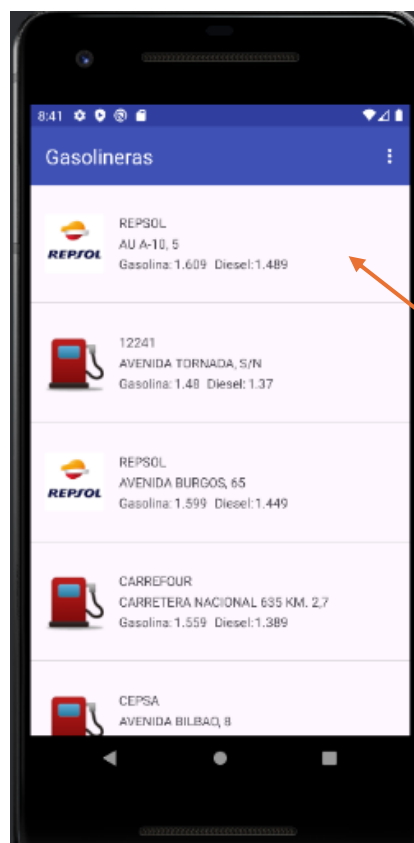 8:41
Gasolineras
REPSOL
REPSOL
AU A-10, 5
Gasolina: 1.609 Diesel: 1.489
12241
AVENIDA TORNADA, S/N
Gasolina: 1.48 Diesel: 1.37
REPSOL
REPSOL
AVENIDA BURGOS, 65
Gasolina: 1.599 Diesel: 1.449
CARREFOUR
CARRETERA NACIONAL 635 KM. 2,7
Gasolina: 1.559 Diesel: 1.389
CEPSA
AVENIDA BILBAO, 8